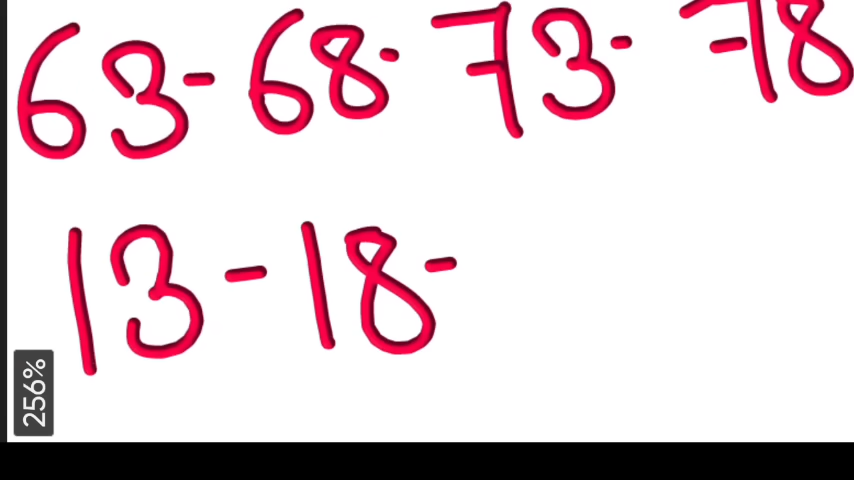 63- 68- 73- 78
13 - 18-
256%